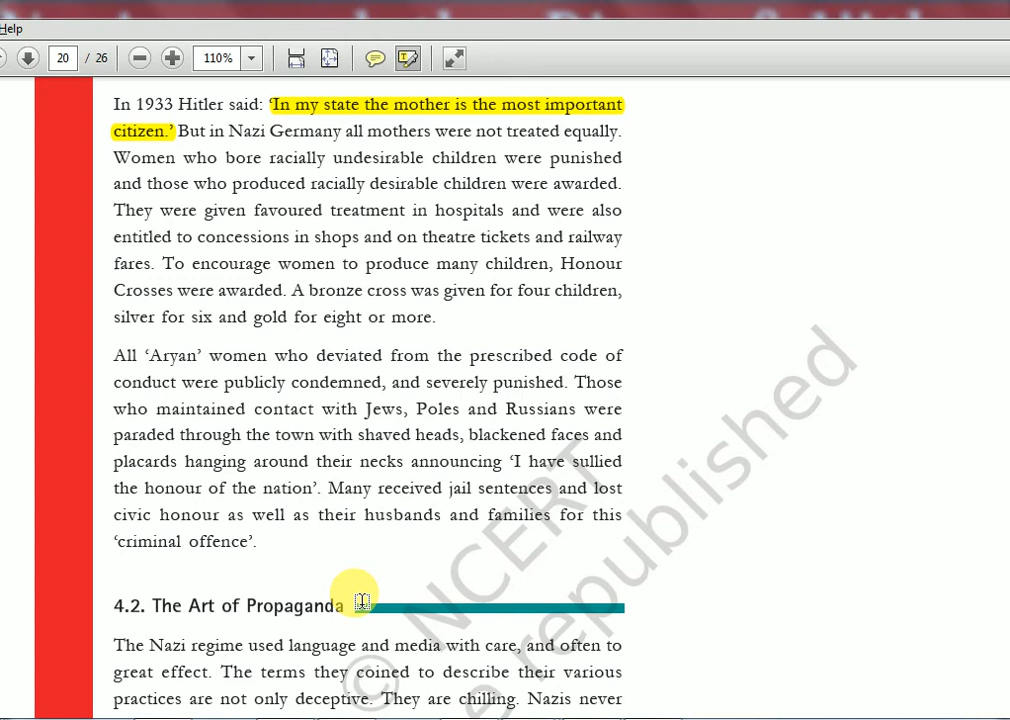 Help
20 / 26 110%
In 1933 Hitler said: ‘In my state the mother is the most important
citizen.’ But in Nazi Germany all mothers were not treated equally.
Women who bore racially undesirable children were punished
and those who produced racially desirable children were awarded.
They were given favoured treatment in hospitals and were also
entitled to concessions in shops and on theatre tickets and railway
fares. To encourage women to produce many children, Honour
Crosses were awarded. A bronze cross was given for four children,
silver for six and gold for eight or more.
All ‘Aryan’ women who deviated from the prescribed code of
conduct were publicly condemned, and severely punished. Those
who maintained contact with Jews, Poles and Russians were
paraded through the town with shaved heads, blackened faces and
placards hanging around their necks announcing ‘I have sullied
the honour of the nation’. Many received jail sentences and lost
civic honour as well as their husbands and families for this
‘criminal offence’.
4.2. The Art of Propaganda
The Nazi regime used language and media with care, and often to
great effect. The terms they coined to describe their various
practices are not only deceptive. They are chilling. Nazis never
© NCERT
e republished